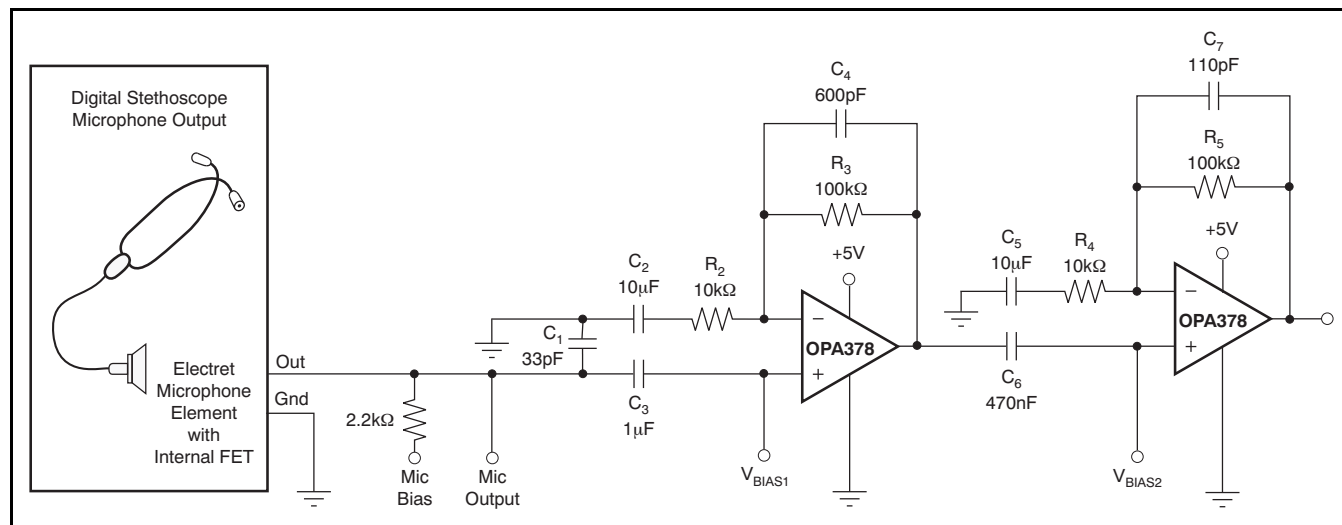 Digital Stethoscope
Microphone Output
Electret
Microphone
Element
with
Internal FET
Out
Gnd
2.2kΩ
Mic
Bias
Mic
Output
C1
33pF
C2
10μF
R2
10kΩ
C3
1μF
VBIAS1
C4
600pF
R3
100kΩ
+5V
−
OPA378
+
C5
10μF
R4
10kΩ
C6
470nF
VBIAS2
C7
110pF
R5
100kΩ
+5V
−
OPA378
+